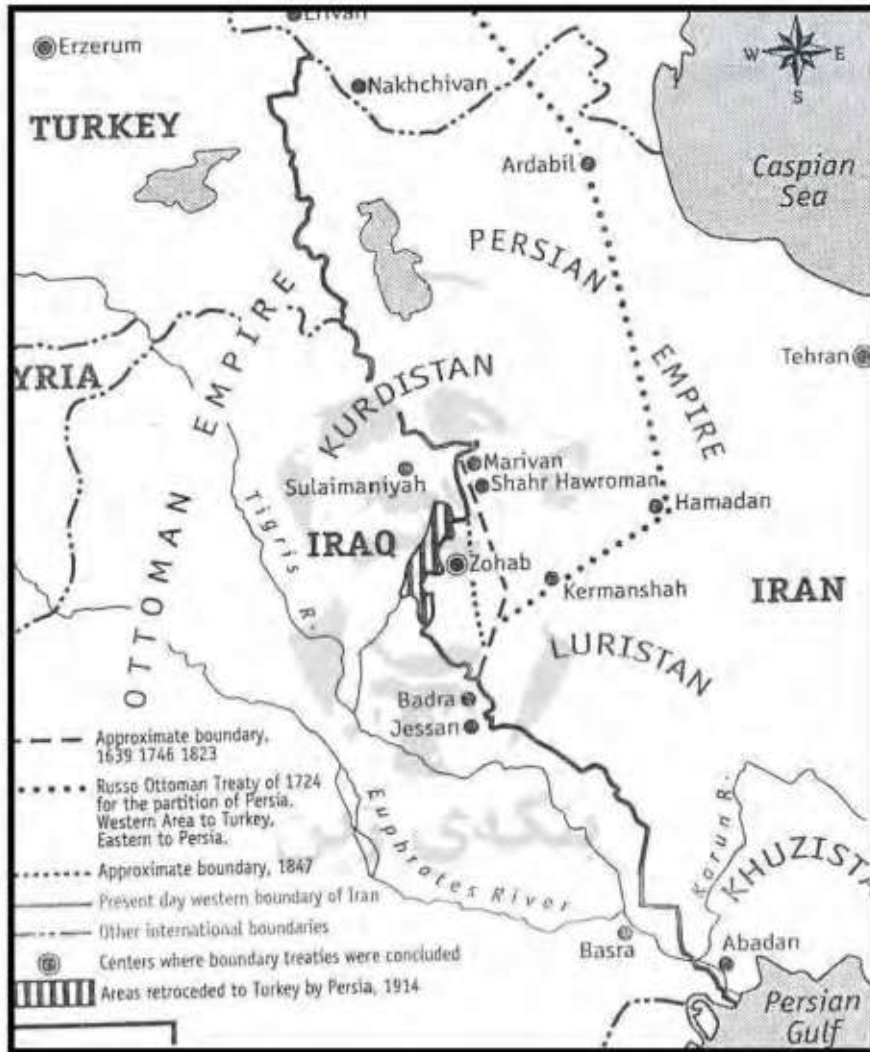 Erivan
Erzerum
Nakhchivan
W E
S
TURKEY
Ardabil
Caspian
Sea
PERSIAN
EMPIRE
Tehran
OTTOMAN EMPIRE
YRIA
KURDISTAN
Marivan
Sulaimaniyah
Shahr Hawroman
Hamadan
Tigris R.
IRAQ
Zohab
Kermanshah
IRAN
LURISTAN
Badra
Jessan
Approximate boundary,
1639 1746 1823
Russo Ottoman Treaty of 1724
for the partition of Persia.
Western Area to Turkey,
Eastern to Persia.
Approximate boundary, 1847
Present day western boundary of Iran
Other international boundaries
Centers where boundary treaties were concluded
Areas retroceded to Turkey by Persia, 1914
Euphrates River
Karun R.
KHUZISTA
Basra
Abadan
Persian
Gulf